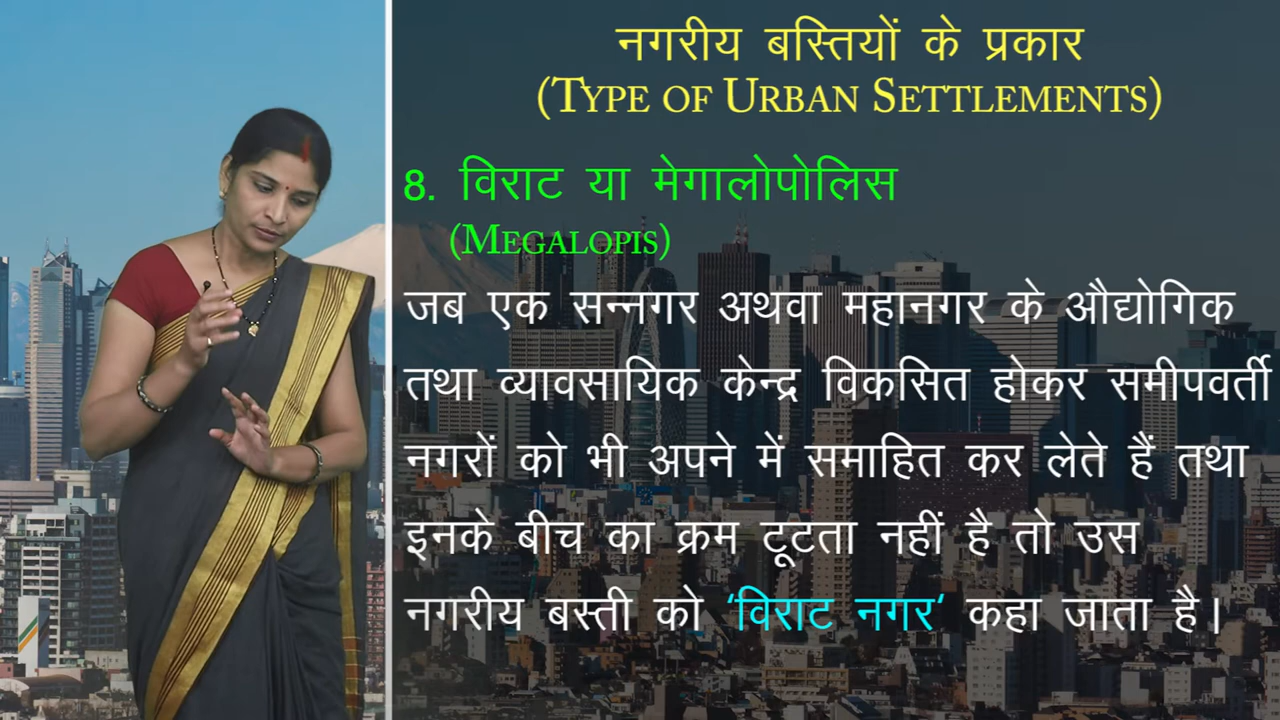 नगरीय बस्तियों के प्रकार
(TYPE OF URBAN SETTLEMENTS)
8. विराट या मेगालोपोलिस
(MEGALOPIS)
जब एक सन्नगर अथवा महानगर के औद्योगिक
तथा व्यावसायिक केन्द्र विकसित होकर समीपवर्ती
नगरों को भी अपने में समाहित कर लेते हैं तथा
इनके बीच का क्रम टूटता नहीं है तो उस
नगरीय बस्ती को ‘विराट नगर‘ कहा जाता है।